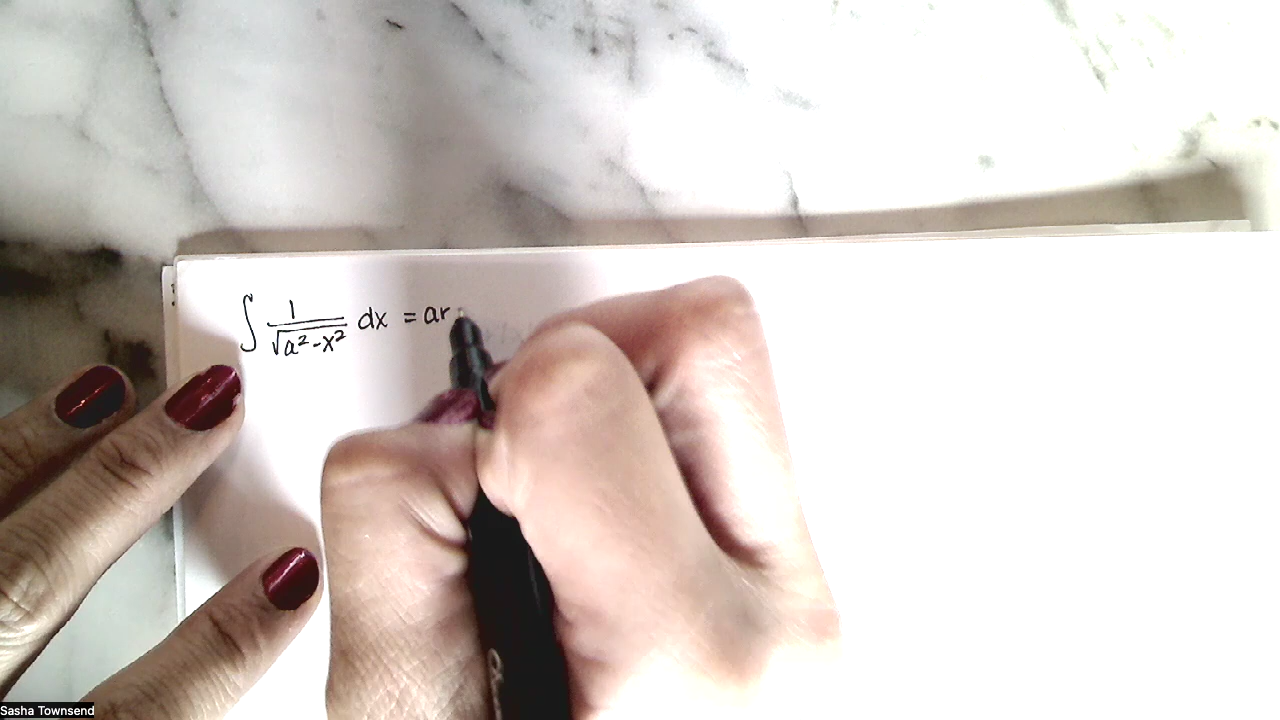 ∫ 1/√(a²-x²) dx = ar
Sasha Townsend